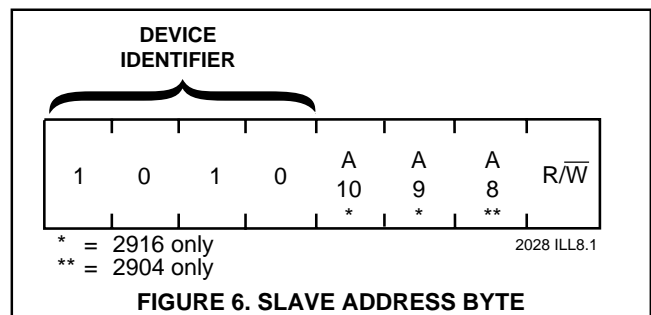 DEVICE
IDENTIFIER
1 0 1 0 A A A R/W̅
10 9 8
* * **
* = 2916 only
** = 2904 only
2028 ILL8.1
FIGURE 6. SLAVE ADDRESS BYTE